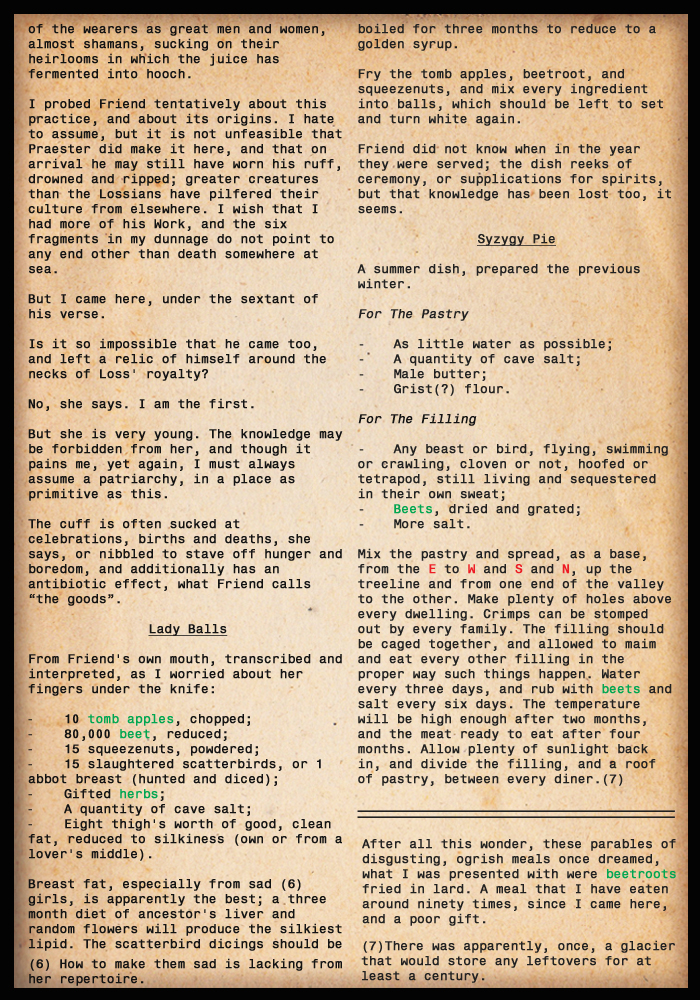 of the wearers as great men and women,
almost shamans, sucking on their
heirlooms in which the juice has
fermented into hooch.
I probed Friend tentatively about this
practice, and about its origins. I hate
to assume, but it is not unfeasible that
Praester did make it here, and that on
arrival he may still have worn his ruff,
drowned and ripped; greater creatures
than the Lossians have pilfered their
culture from elsewhere. I wish that I
had more of his Work, and the six
fragments in my dunnage do not point to
any end other than death somewhere at
sea.
But I came here, under the sextant of
his verse.
Is it so impossible that he came too,
and left a relic of himself around the
necks of Loss' royalty?
No, she says. I am the first.
But she is very young. The knowledge may
be forbidden from her, and though it
pains me, yet again, I must always
assume a patriarchy, in a place as
primitive as this.
The cuff is often sucked at
celebrations, births and deaths, she
says, or nibbled to stave off hunger and
boredom, and additionally has an
antibiotic effect, what Friend calls
“the goods”.
Lady Balls
From Friend's own mouth, transcribed and
interpreted, as I worried about her
fingers under the knife:
- 10 tomb apples, chopped;
- 80,000 beet, reduced;
- 15 squeezenuts, powdered;
- 15 slaughtered scatterbirds, or 1
abbot breast (hunted and diced);
- Gifted herbs;
- A quantity of cave salt;
- Eight thigh's worth of good, clean
fat, reduced to silkiness (own or from a
lover's middle).
Breast fat, especially from sad (6)
girls, is apparently the best; a three
month diet of ancestor's liver and
random flowers will produce the silkiest
lipid. The scatterbird dicings should be
(6) How to make them sad is lacking from
her repertoire.
boiled for three months to reduce to a
golden syrup.
Fry the tomb apples, beetroot, and
squeezenuts, and mix every ingredient
into balls, which should be left to set
and turn white again.
Friend did not know when in the year
they were served; the dish reeks of
ceremony, or supplications for spirits,
but that knowledge has been lost too, it
seems.
Syzygy Pie
A summer dish, prepared the previous
winter.
For The Pastry
- As little water as possible;
- A quantity of cave salt;
- Male butter;
- Grist(?) flour.
For The Filling
- Any beast or bird, flying, swimming
or crawling, cloven or not, hoofed or
tetrapod, still living and sequestered
in their own sweat;
- Beets, dried and grated;
- More salt.
Mix the pastry and spread, as a base,
from the E to W and S and N, up the
treeline and from one end of the valley
to the other. Make plenty of holes above
every dwelling. Crimps can be stomped
out by every family. The filling should
be caged together, and allowed to maim
and eat every other filling in the
proper way such things happen. Water
every three days, and rub with beets and
salt every six days. The temperature
will be high enough after two months,
and the meat ready to eat after four
months. Allow plenty of sunlight back
in, and divide the filling, and a roof
of pastry, between every diner.(7)
After all this wonder, these parables of
disgusting, ogrish meals once dreamed,
what I was presented with were beetroots
fried in lard. A meal that I have eaten
around ninety times, since I came here,
and a poor gift.
(7)There was apparently, once, a glacier
that would store any leftovers for at
least a century.